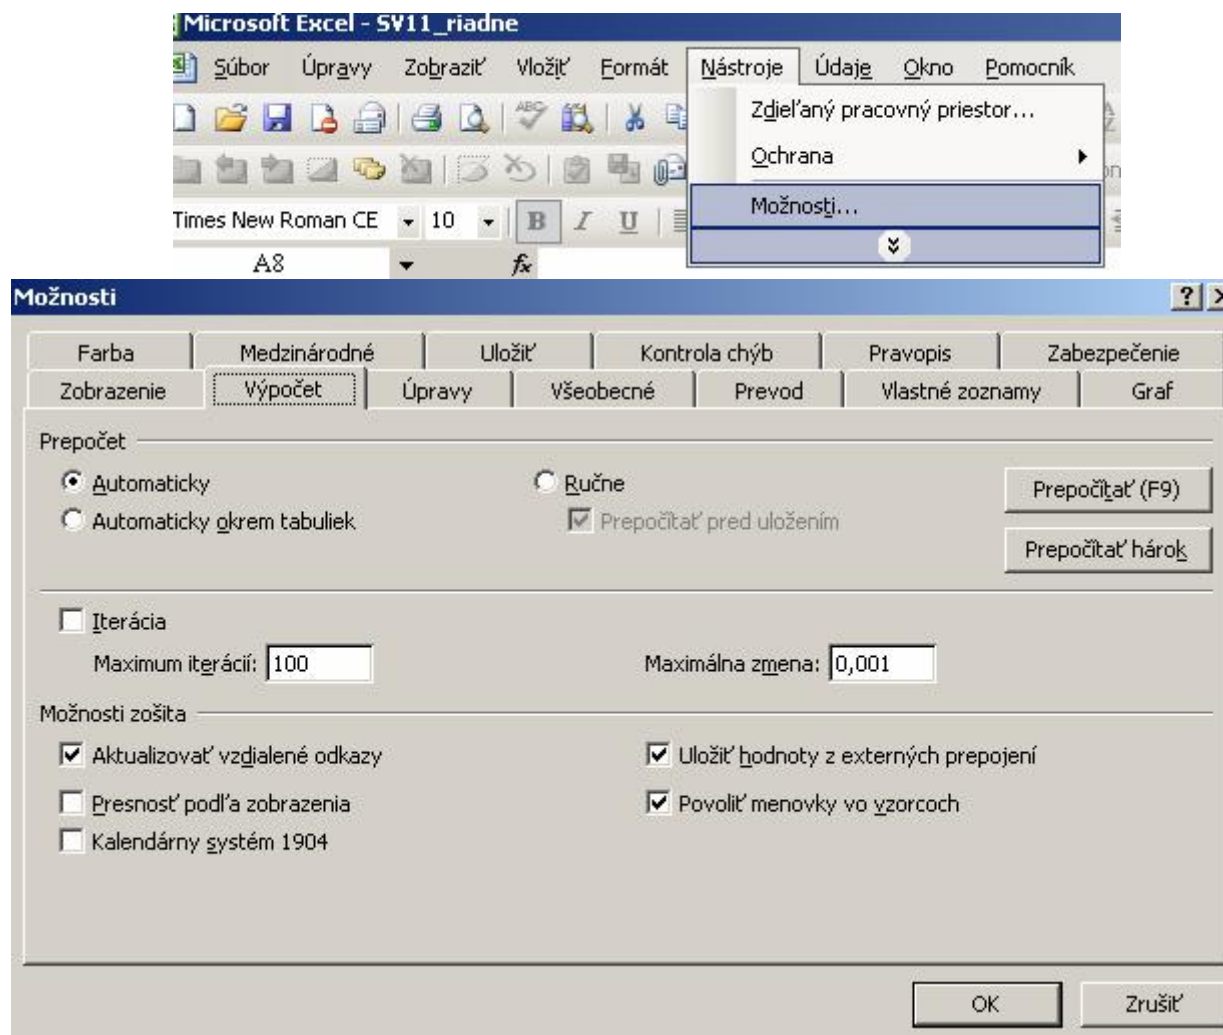 Microsoft Excel - SV11_riadne
Súbor Úpravy Zobraziť Vložiť Formát Nástroje Údaje Okno Pomocník
Zdieľaný pracovný priestor...
Ochrana
Možnosti...
Times New Roman CE 10 B I U
A8 fx
Možnosti
Farba Medzinárodné Uložiť Kontrola chýb Pravopis Zabezpečenie
Zobrazenie Výpočet Úpravy Všeobecné Prevod Vlastné zoznamy Graf
Prepočet
Automaticky Ručne Prepočítať (F9)
Automaticky okrem tabuliek Prepočítať pred uložením
Prepočítať hárok
Iterácia
Maximum iterácií: 100 Maximálna zmena: 0,001
Možnosti zošita
Aktualizovať vzdialené odkazy Uložiť hodnoty z externých prepojení
Presnosť podľa zobrazenia Povoliť menovky vo vzorcoch
Kalendárny systém 1904
OK Zrušiť